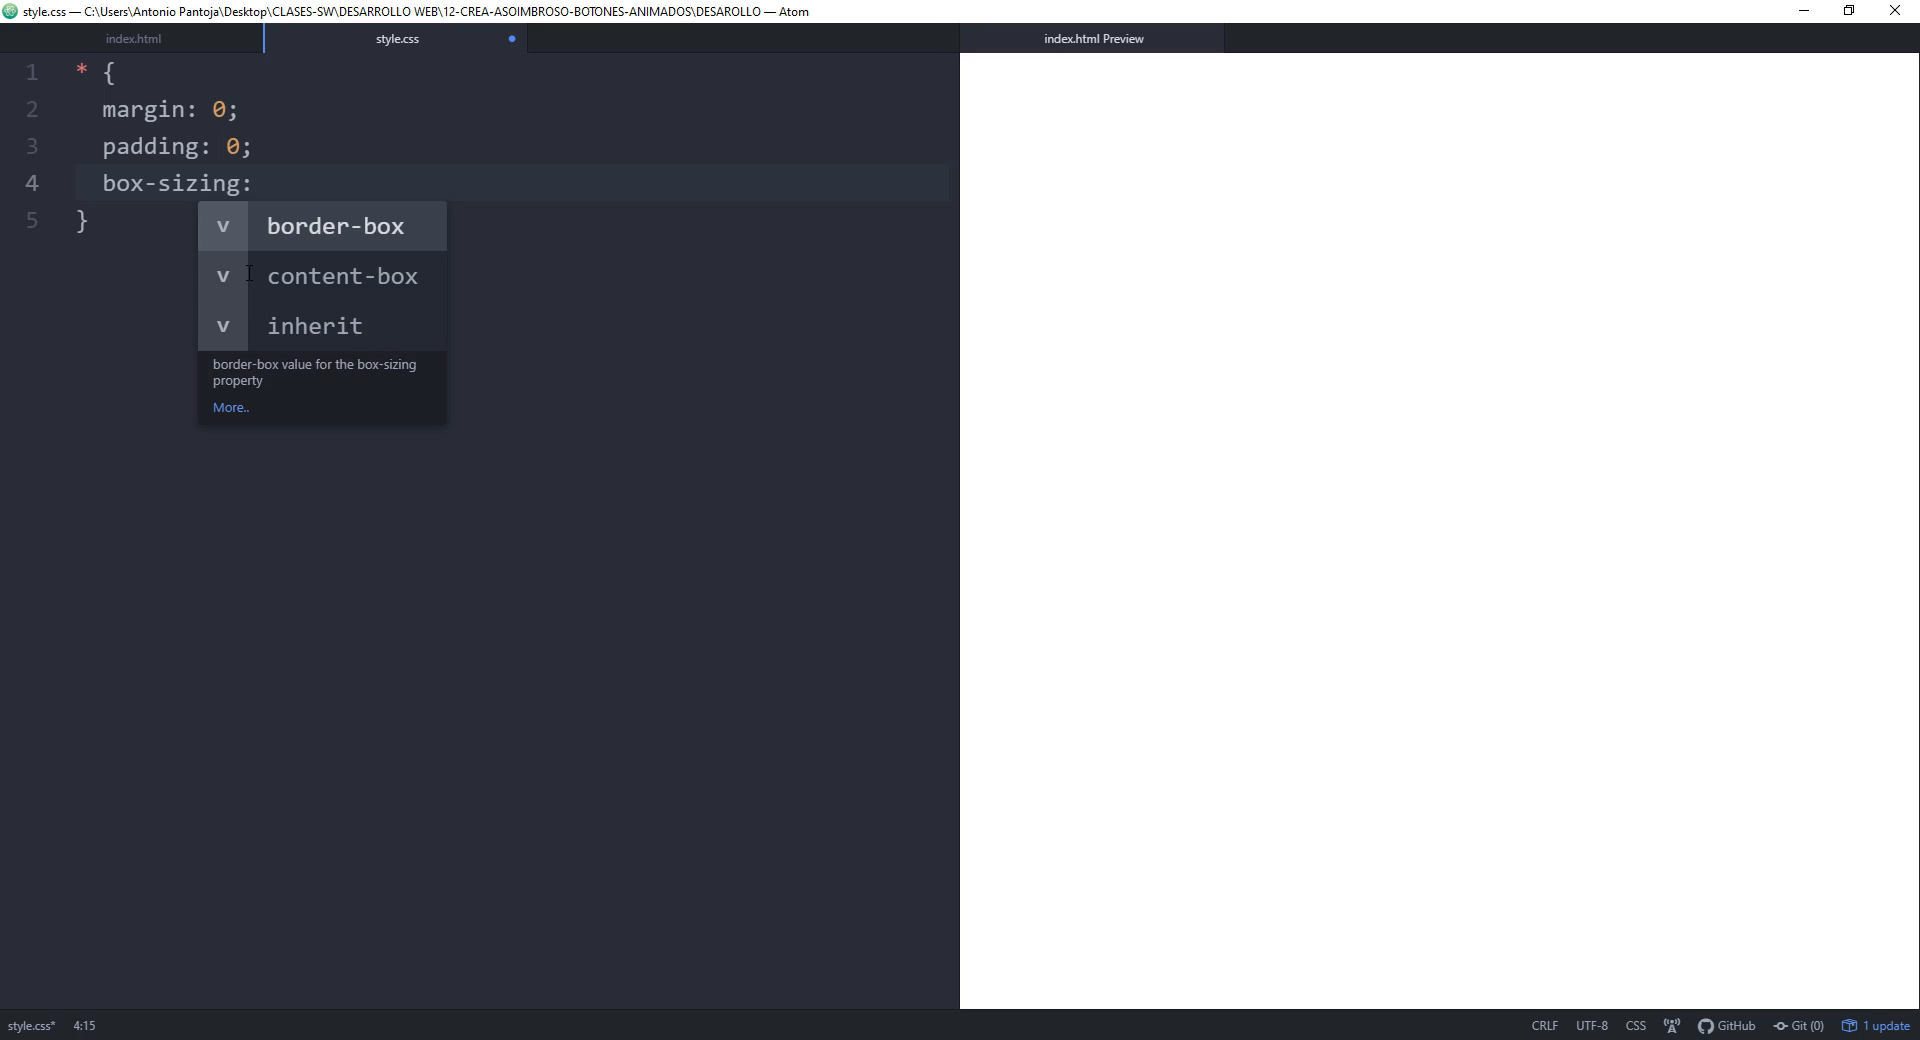 style.css — C:\Users\Antonio Pantoja\Desktop\CLASES-SW\DESARROLLO WEB\12-CREA-ASOIMBROSO-BOTONES-ANIMADOS\DESAROLLO — Atom
index.html
style.css
index.html Preview
1 * {
2 margin: 0;
3 padding: 0;
4 box-sizing:
5 }
v border-box
v content-box
v inherit
border-box value for the box-sizing
property
More..
style.css* 4:15 CRLF UTF-8 CSS GitHub Git (0) 1 update